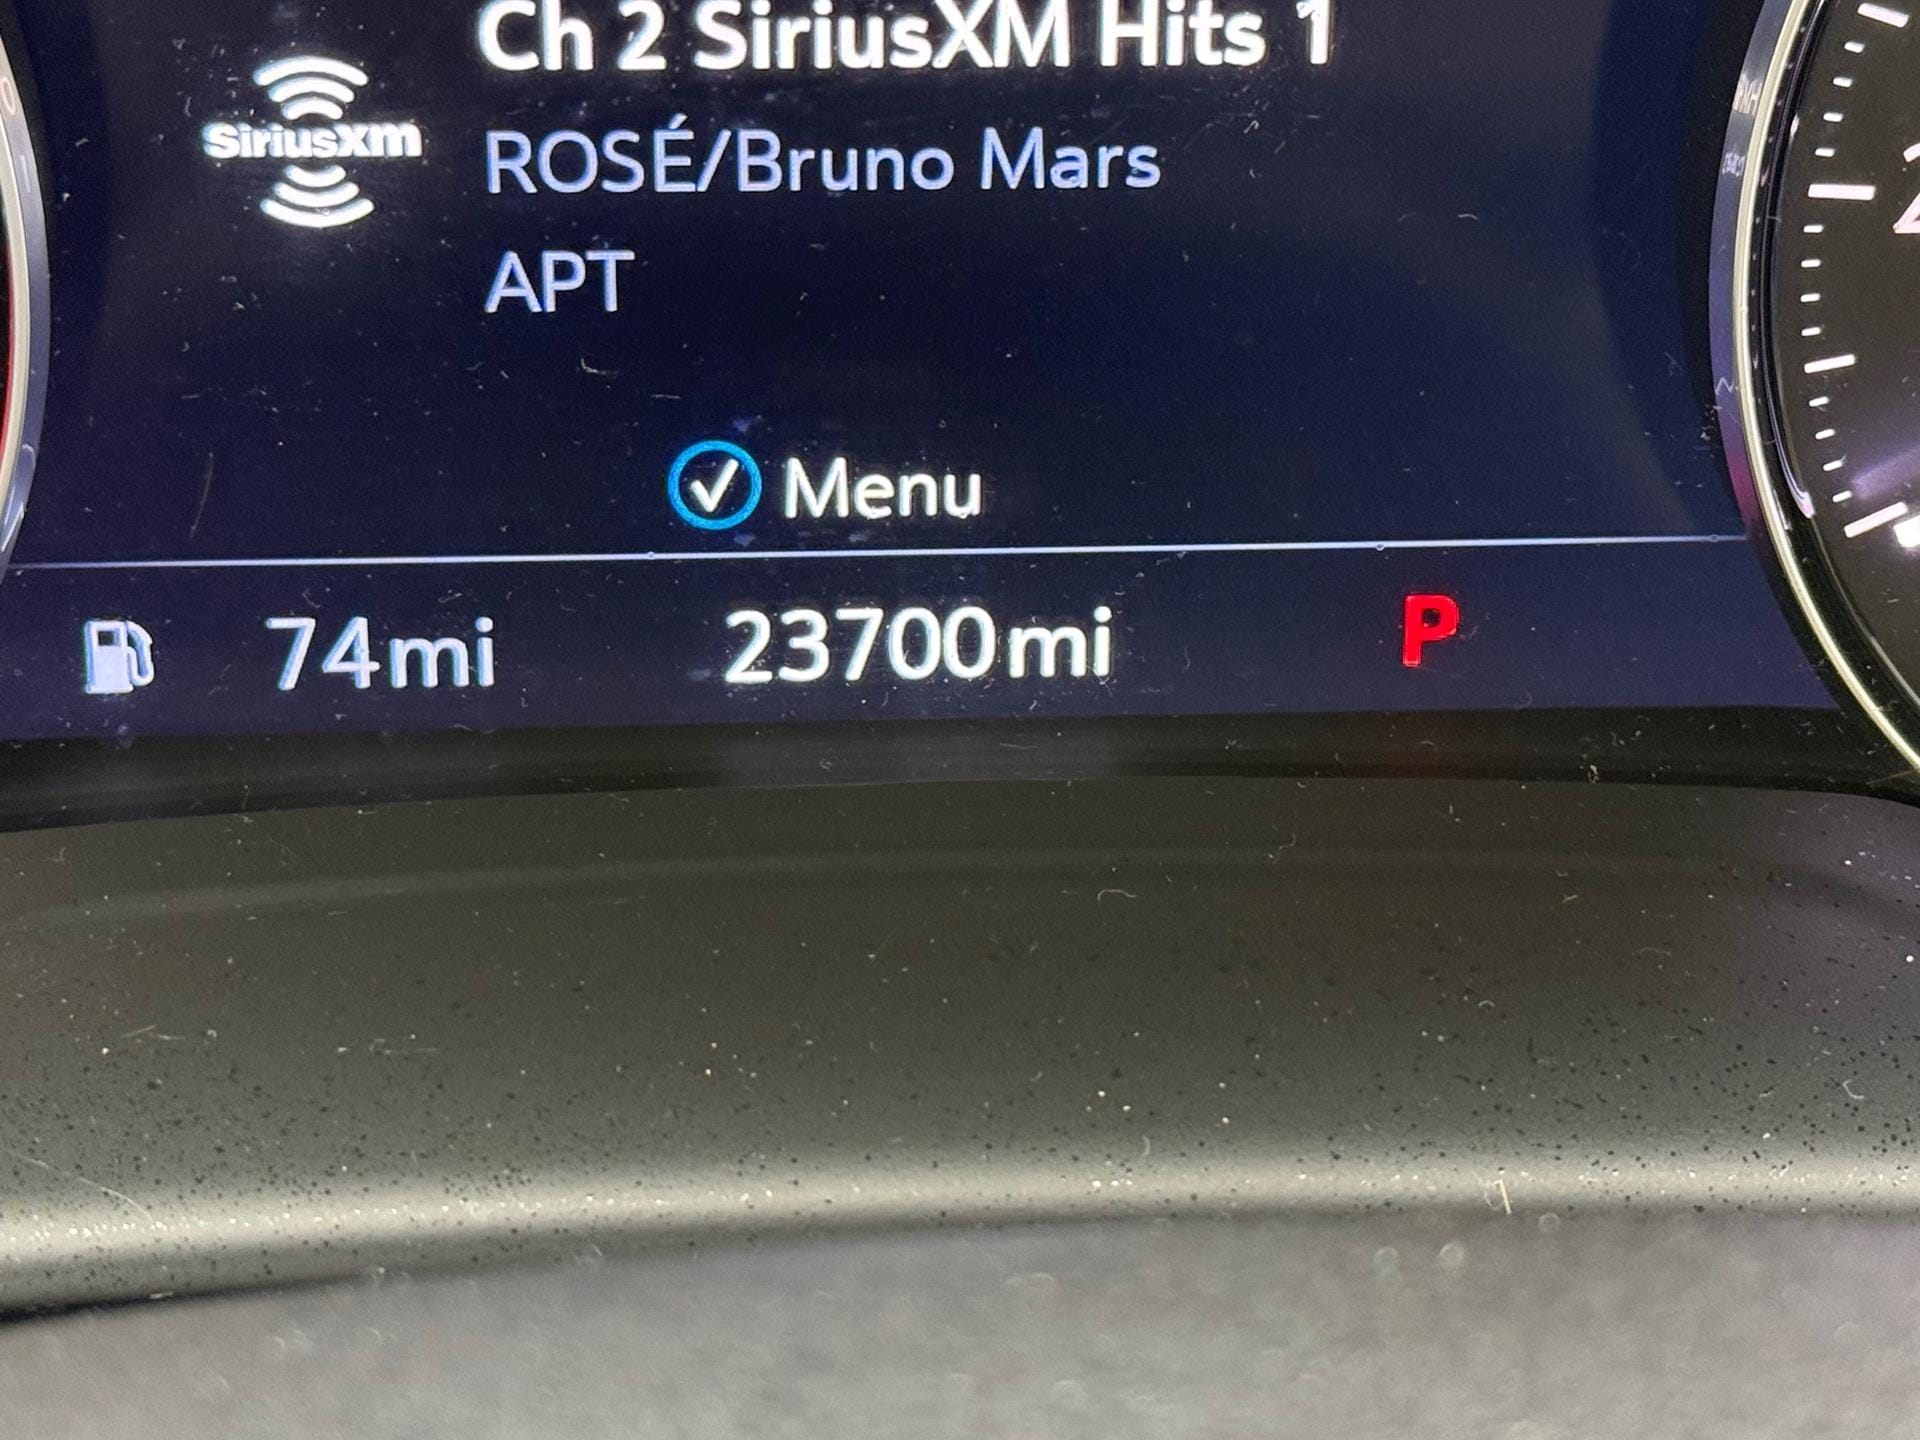 Ch 2 SiriusXM Hits 1
SiriusXM
ROSÉ/Bruno Mars
APT
Menu
74mi 23700mi P